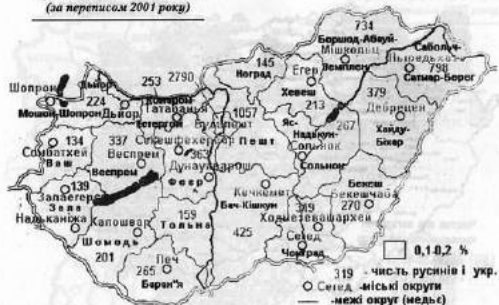 (за переписом 2001 року)
734
Боршод-Абауй-
Мішкольц
Земплен
Саболч-
Ньїредьхаз
798
Сатмар-Берег
145
Ноград
Егер
Хевеш
213
379
Дебрецен
Хайду-
Біхар
Шопрон
224
Мошон-Шопрон
Дьйор
253
2790
Комаром
Татабанья
Естергом
Будапешт
1057
Пешт
Яс-
Надькун-
Сольнок
Сольнок
267
134
Сомбатхей
Ваш
337
Веспрем
Веспрем
Секешфехервар
363
Дунауйварош
Феєр
139
Залаегерсег
Зала
Надьканіжа
Капошвар
Шомодь
201
159
Тольна
Печ
265
Баран"я
Кечкемет
Бач-Кішкун
425
Бекеш
Бекешчаба
270
319
Ходмезевашархей
Сегед
Чонград
0,1-0,2 %
319 - чис-ть русинів і укр.
Сегед -міські округи
-межі округ (медьє)